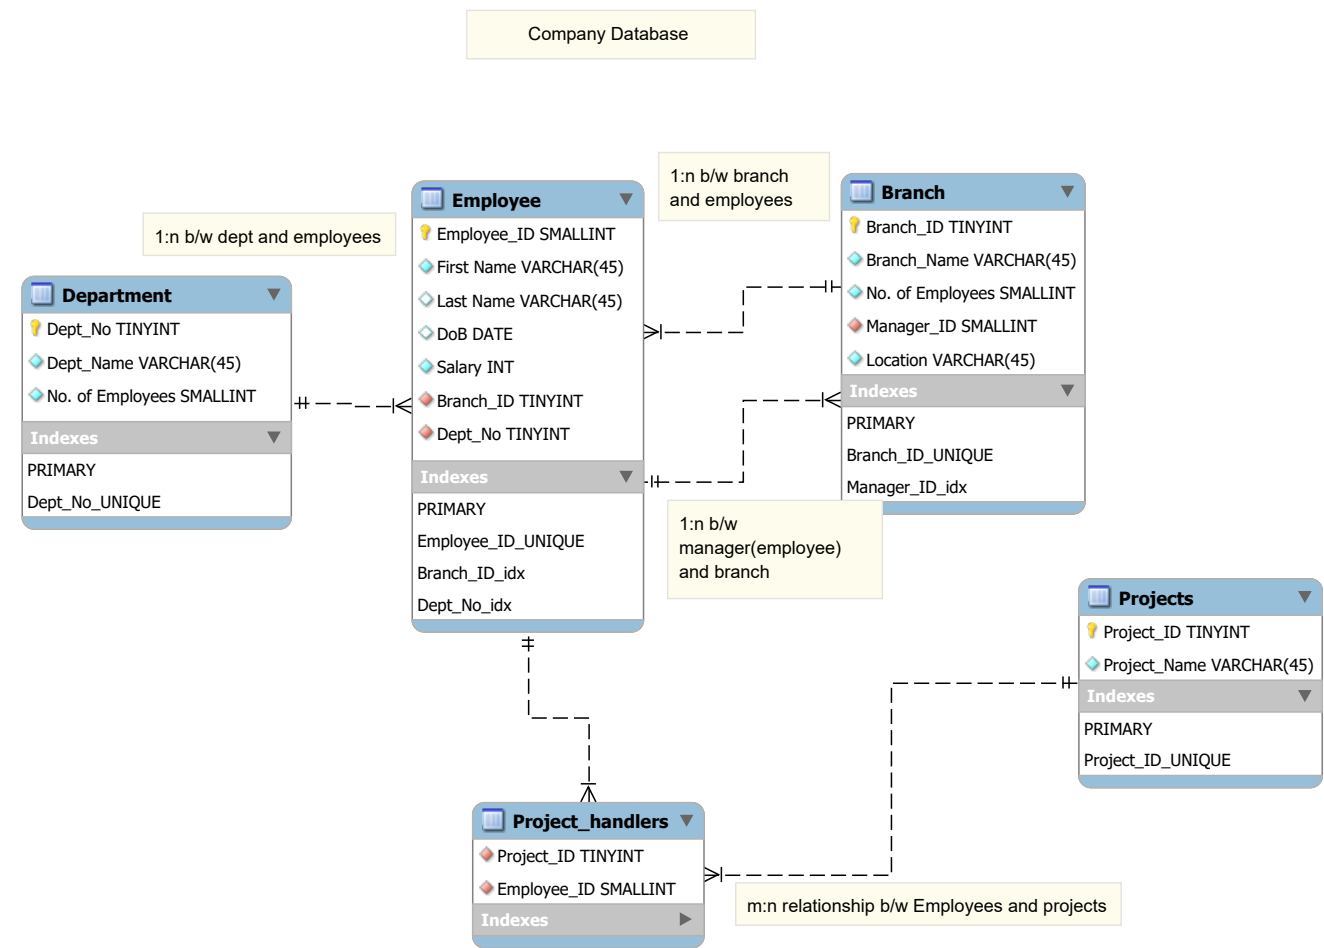 Company Database
1:n b/w dept and employees
1:n b/w branch
and employees
Department
Dept_No TINYINT
Dept_Name VARCHAR(45)
No. of Employees SMALLINT
Indexes
PRIMARY
Dept_No_UNIQUE
Employee
Employee_ID SMALLINT
First Name VARCHAR(45)
Last Name VARCHAR(45)
DoB DATE
Salary INT
Branch_ID TINYINT
Dept_No TINYINT
Indexes
PRIMARY
Employee_ID_UNIQUE
Branch_ID_idx
Dept_No_idx
Branch
Branch_ID TINYINT
Branch_Name VARCHAR(45)
No. of Employees SMALLINT
Manager_ID SMALLINT
Location VARCHAR(45)
Indexes
PRIMARY
Branch_ID_UNIQUE
Manager_ID_idx
1:n b/w
manager(employee)
and branch
Projects
Project_ID TINYINT
Project_Name VARCHAR(45)
Indexes
PRIMARY
Project_ID_UNIQUE
Project_handlers
Project_ID TINYINT
Employee_ID SMALLINT
Indexes
m:n relationship b/w Employees and projects